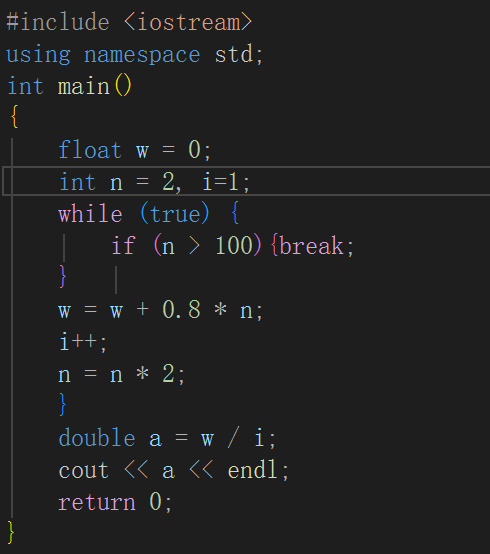 #include <iostream>
using namespace std;
int main()
{
float w = 0;
int n = 2, i=1;
while (true) {
if (n > 100){break;
}
w = w + 0.8 * n;
i++;
n = n * 2;
}
double a = w / i;
cout << a << endl;
return 0;
}